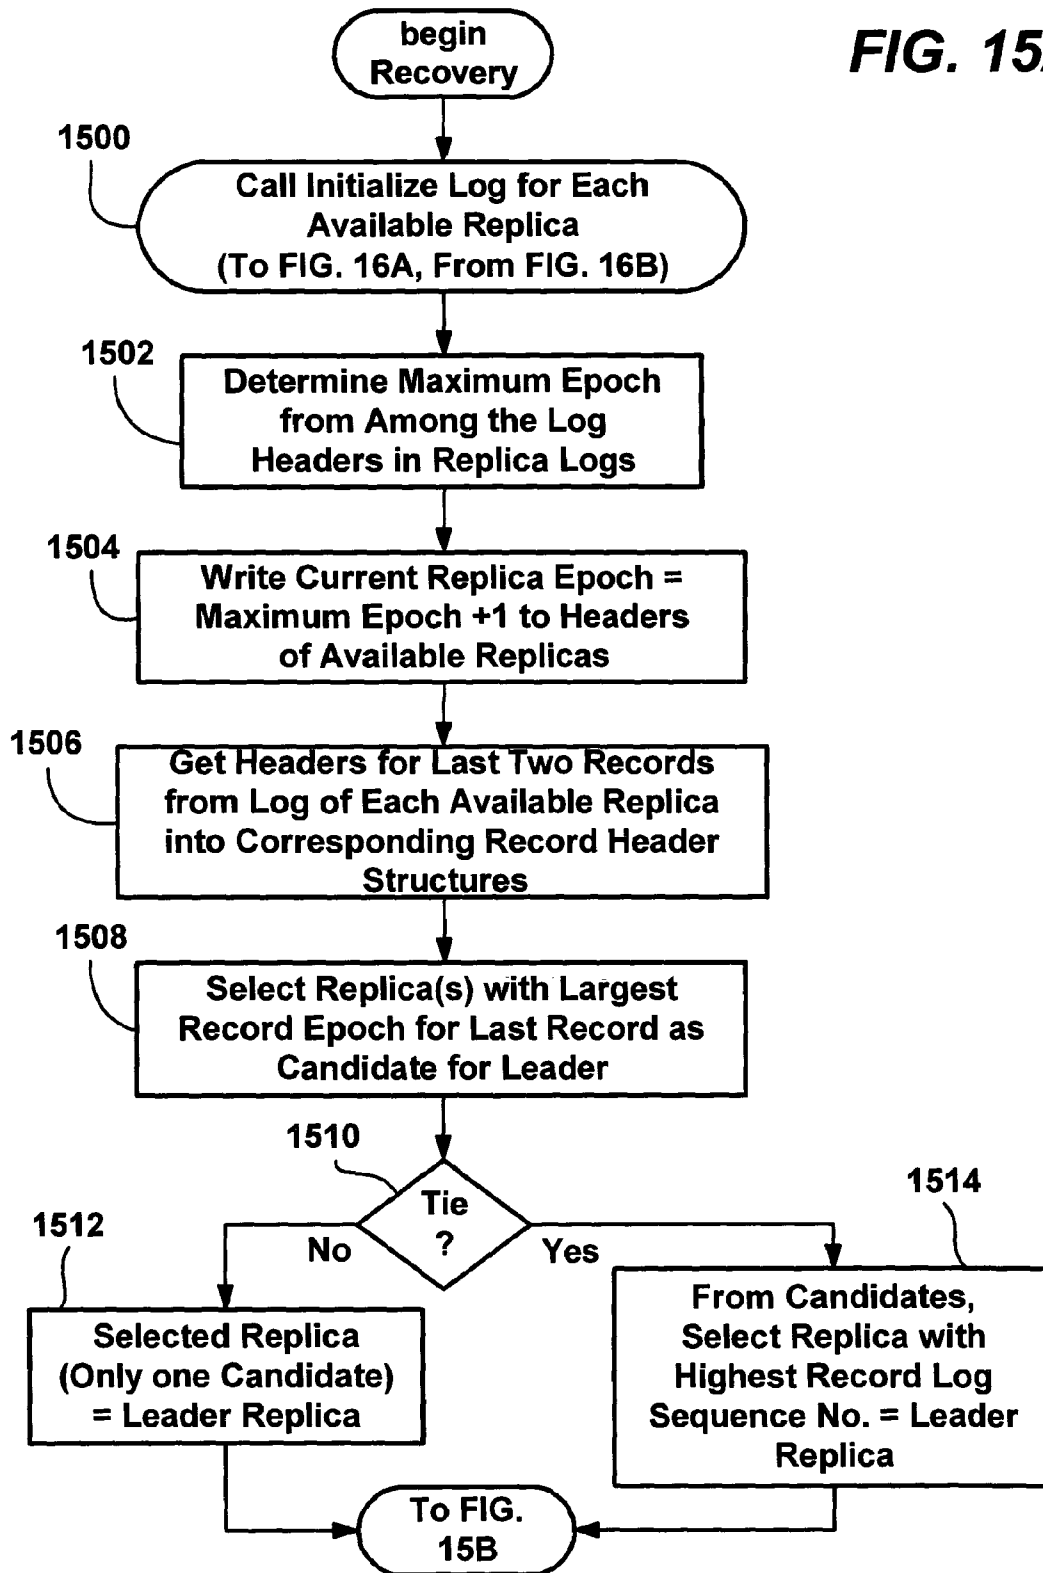 begin
Recovery
FIG. 15
1500
Call Initialize Log for Each
Available Replica
(To FIG. 16A, From FIG. 16B)
1502
Determine Maximum Epoch
from Among the Log
Headers in Replica Logs
1504
Write Current Replica Epoch =
Maximum Epoch +1 to Headers
of Available Replicas
1506
Get Headers for Last Two Records
from Log of Each Available Replica
into Corresponding Record Header
Structures
1508
Select Replica(s) with Largest
Record Epoch for Last Record as
Candidate for Leader
1510
Tie
?
No
Yes
1512
Selected Replica
(Only one Candidate)
= Leader Replica
1514
From Candidates,
Select Replica with
Highest Record Log
Sequence No. = Leader
Replica
To FIG.
15B